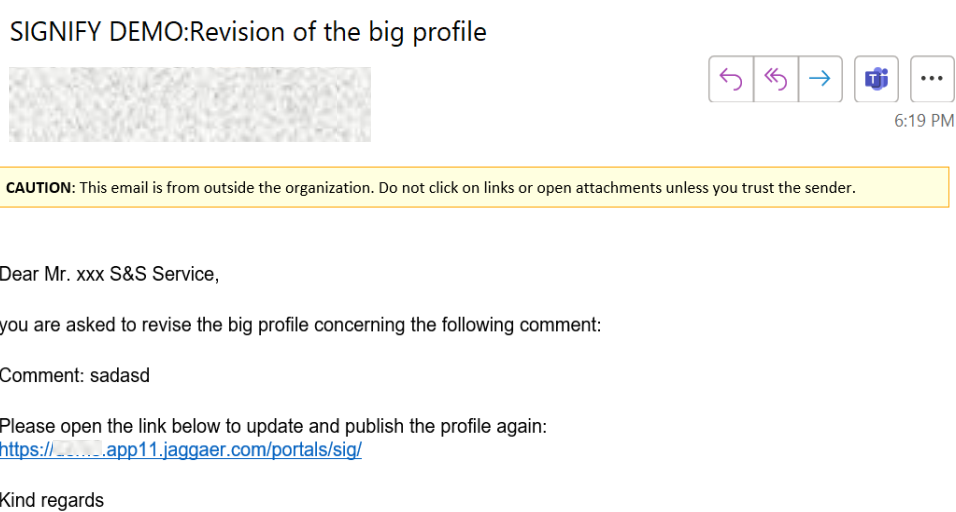 SIGNIFY DEMO:Revision of the big profile
6:19 PM
CAUTION: This email is from outside the organization. Do not click on links or open attachments unless you trust the sender.
Dear Mr. xxx S&S Service,
you are asked to revise the big profile concerning the following comment:
Comment: sadasd
Please open the link below to update and publish the profile again:
https://.app11.jaggaer.com/portals/sig/
Kind regards